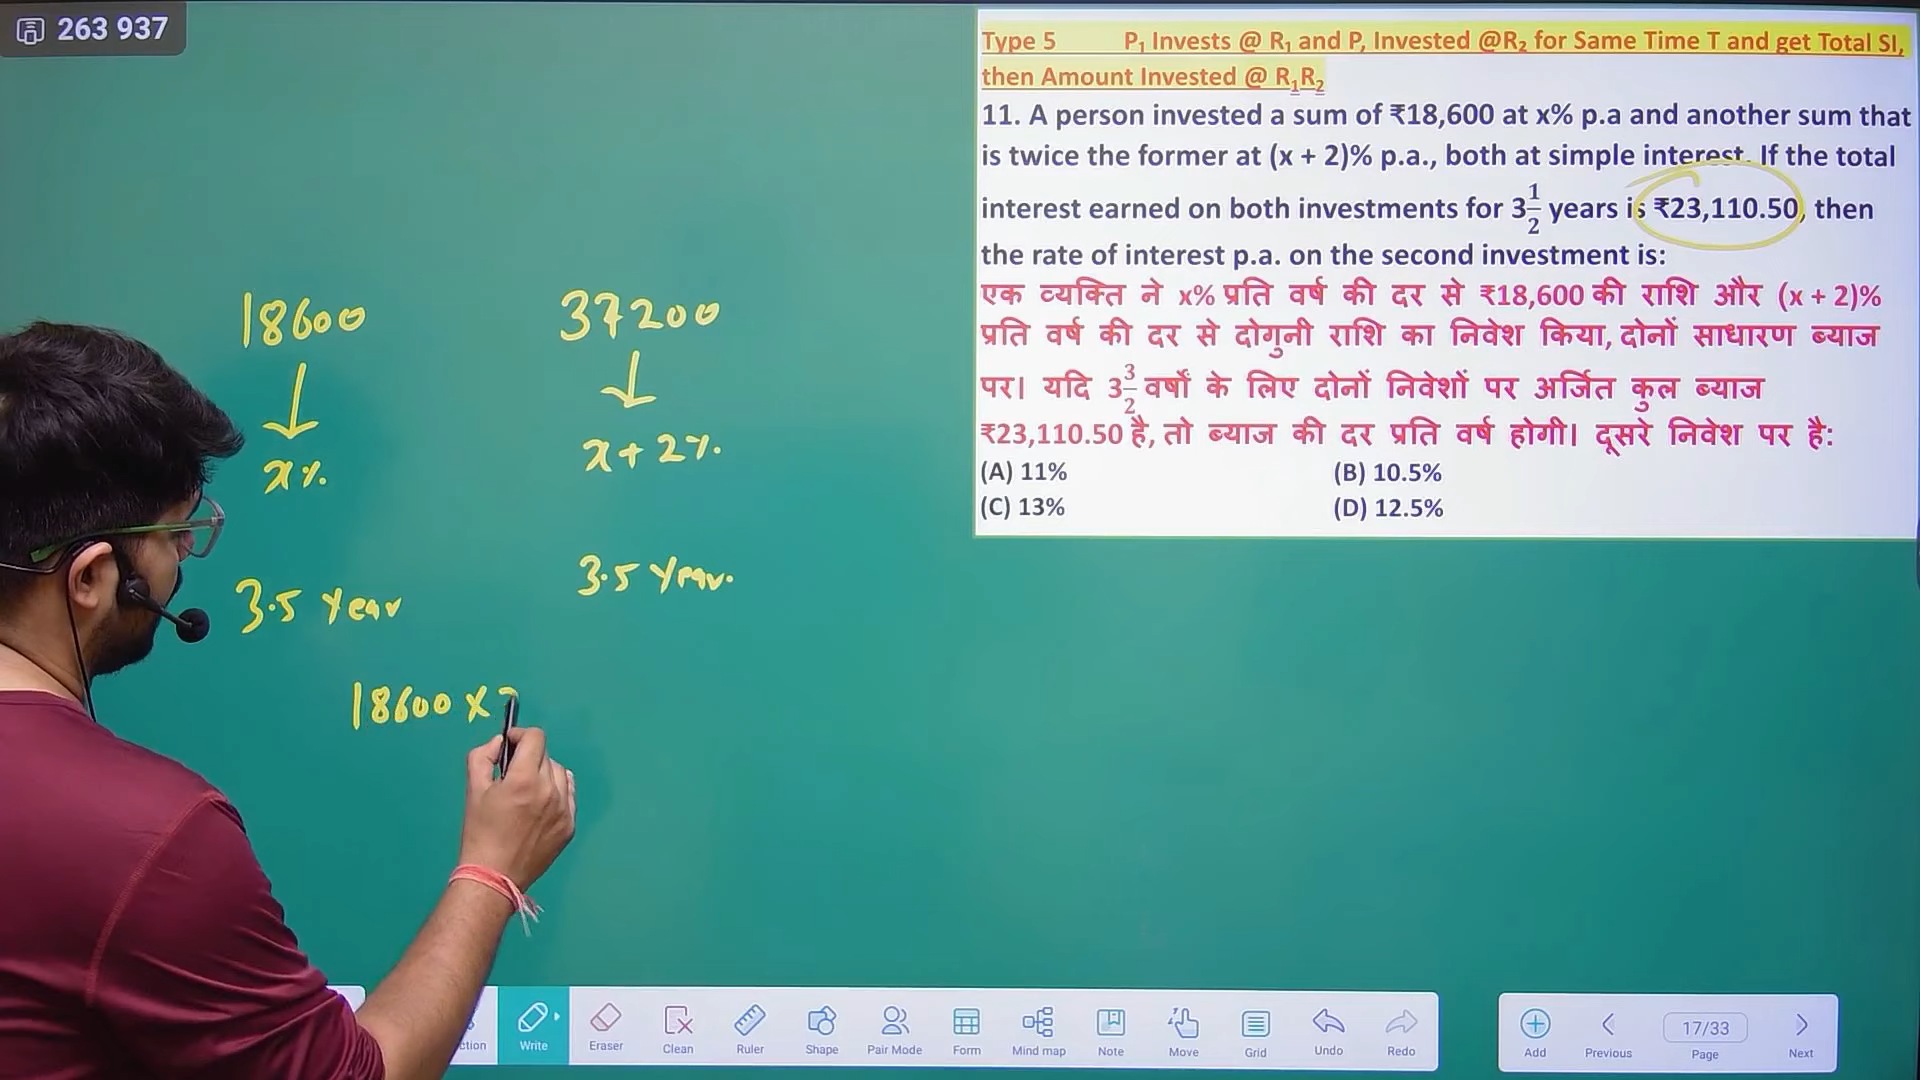 263 937
Type 5 P₁ Invests @ R₁ and P, Invested @R₂ for Same Time T and get Total SI,
then Amount Invested @ R₁R₂
11. A person invested a sum of ₹18,600 at x% p.a and another sum that
is twice the former at (x + 2)% p.a., both at simple interest. If the total
interest earned on both investments for 3 1/2 years is ₹23,110.50, then
the rate of interest p.a. on the second investment is:
एक व्यक्ति ने x% प्रति वर्ष की दर से ₹18,600 की राशि और (x + 2)%
प्रति वर्ष की दर से दोगुनी राशि का निवेश किया, दोनों साधारण ब्याज
पर। यदि 3 3/2 वर्षों के लिए दोनों निवेशों पर अर्जित कुल ब्याज
₹23,110.50 है, तो ब्याज की दर प्रति वर्ष होगी। दूसरे निवेश पर है:
(A) 11% (B) 10.5%
(C) 13% (D) 12.5%
18600 37200
x% x + 2%.
3.5 Year 3.5 Year.
18600 x
Write Eraser Clean Ruler Shape Pair Mode Form Mind map Note Move Grid Undo Redo
Add Previous 17/33 Page Next